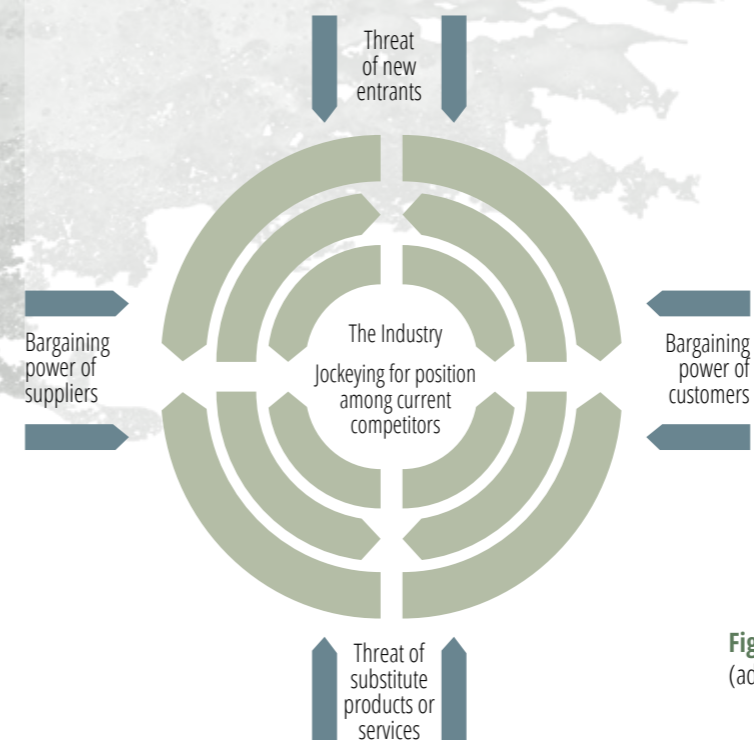 Threat
of new
entrants
Bargaining
power of
suppliers
The Industry
Jockeying for position
among current
competitors
Bargaining
power of
customers
Threat of
substitute
products or
services